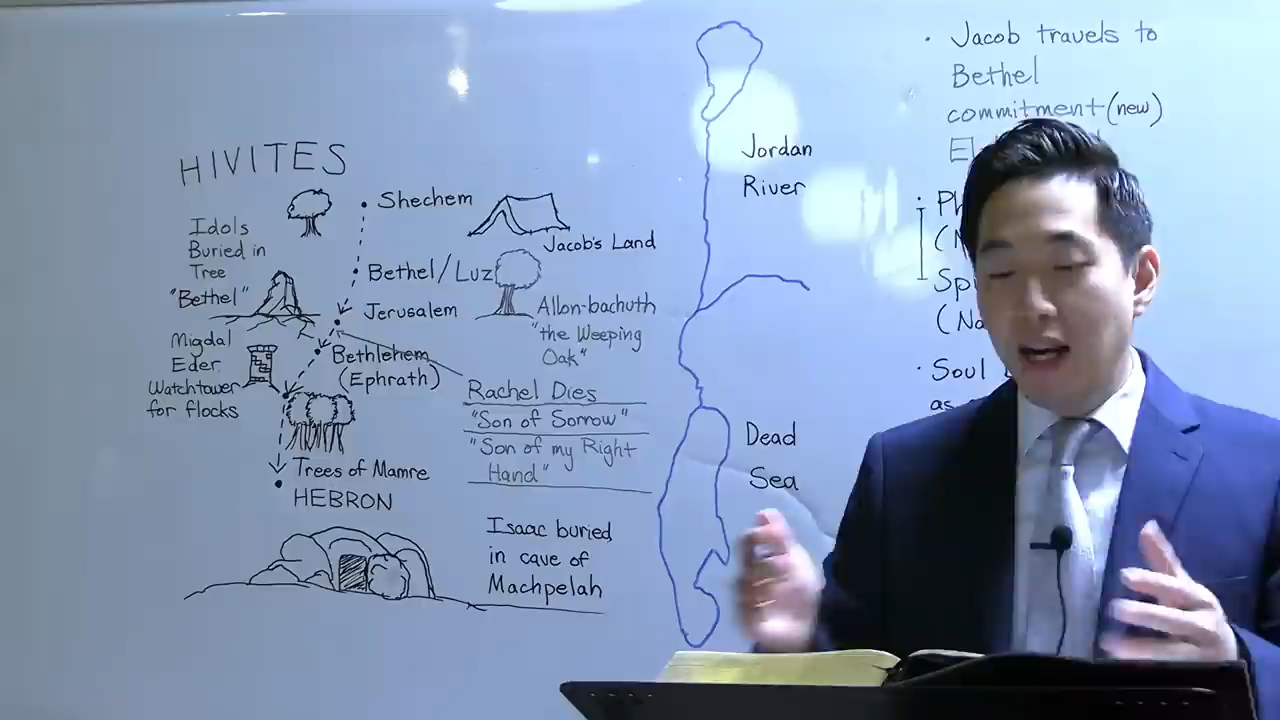 HIVITES
Shechem
Idols
Buried in
Tree
Jacob's Land
Bethel/Luz
"Bethel"
Jerusalem
Allon-bachuth
"the Weeping
Oak"
Migdal
Eder
Watchtower
for flocks
Bethlehem
(Ephrath)
Rachel Dies
"Son of Sorrow"
"Son of my Right
Hand"
Trees of Mamre
HEBRON
Isaac buried
in cave of
Machpelah
Jordan
River
Dead
Sea
• Jacob travels to
Bethel
commitment (new)
• Soul